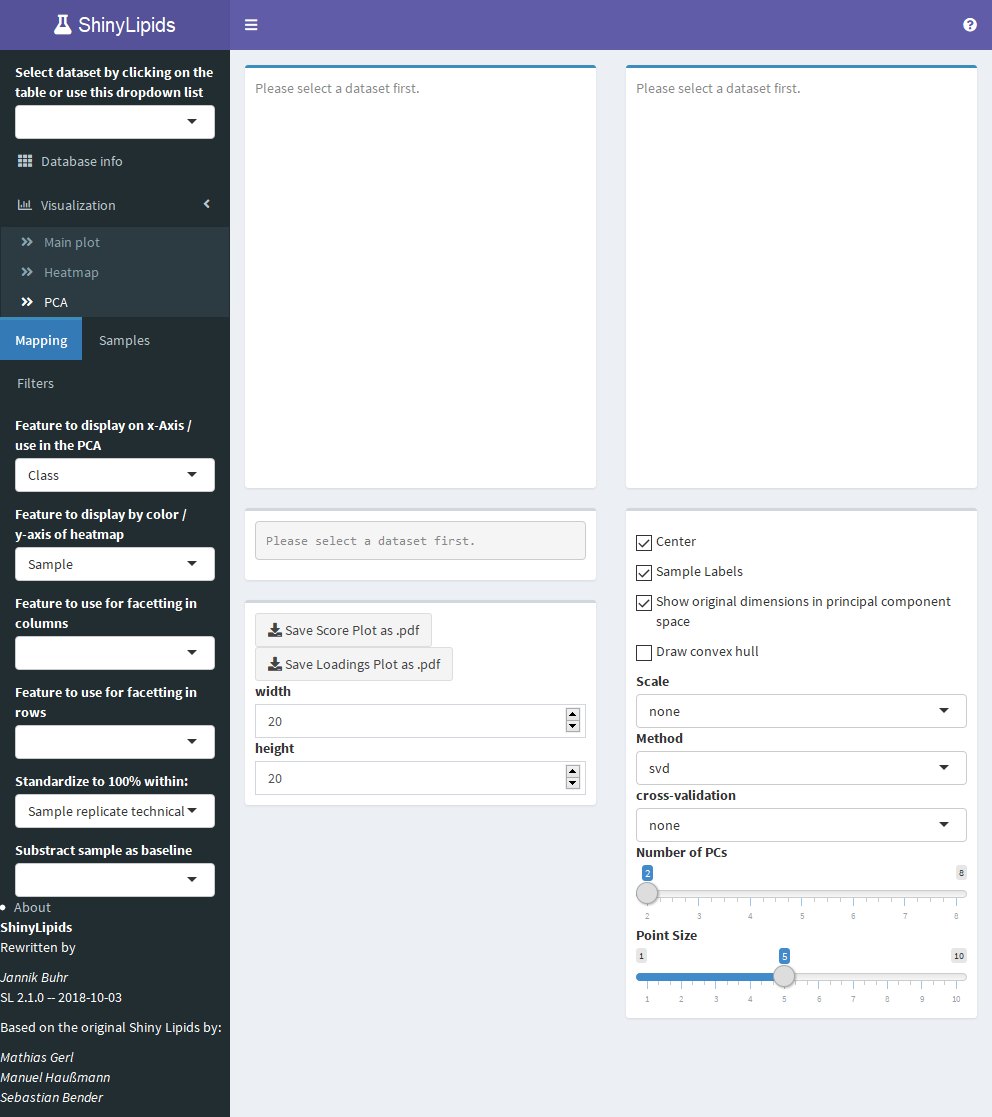 ShinyLipids
Select dataset by clicking on the
table or use this dropdown list
Database info
Visualization
Main plot
Heatmap
PCA
Mapping
Samples
Filters
Feature to display on x-Axis /
use in the PCA
Class
Feature to display by color /
y-axis of heatmap
Sample
Feature to use for facetting in
columns
Feature to use for facetting in
rows
Standardize to 100% within:
Sample replicate technical
Substract sample as baseline
About
ShinyLipids
Rewritten by
Jannik Buhr
SL 2.1.0 -- 2018-10-03
Based on the original Shiny Lipids by:
Mathias Gerl
Manuel Haußmann
Sebastian Bender
Please select a dataset first.
Please select a dataset first.
Please select a dataset first.
Save Score Plot as .pdf
Save Loadings Plot as .pdf
width
20
height
20
Center
Sample Labels
Show original dimensions in principal component
space
Draw convex hull
Scale
none
Method
svd
cross-validation
none
Number of PCs
2 8
2 3 4 5 6 7 8
Point Size
1 5 10
1 2 3 4 5 6 7 8 9 10